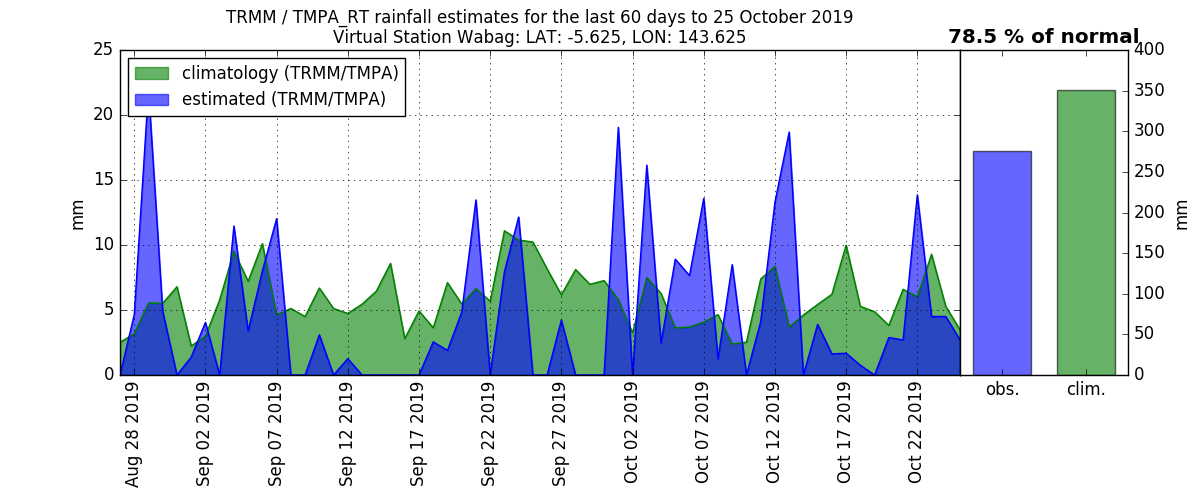 TRMM / TMPA_RT rainfall estimates for the last 60 days to 25 October 2019
Virtual Station Wabag: LAT: -5.625, LON: 143.625
78.5 % of normal
climatology (TRMM/TMPA)
estimated (TRMM/TMPA)
25
20
15
10
5
0
mm
Aug 28 2019
Sep 02 2019
Sep 07 2019
Sep 12 2019
Sep 17 2019
Sep 22 2019
Sep 27 2019
Oct 02 2019
Oct 07 2019
Oct 12 2019
Oct 17 2019
Oct 22 2019
400
350
300
250
200
150
100
50
0
mm
obs.
clim.